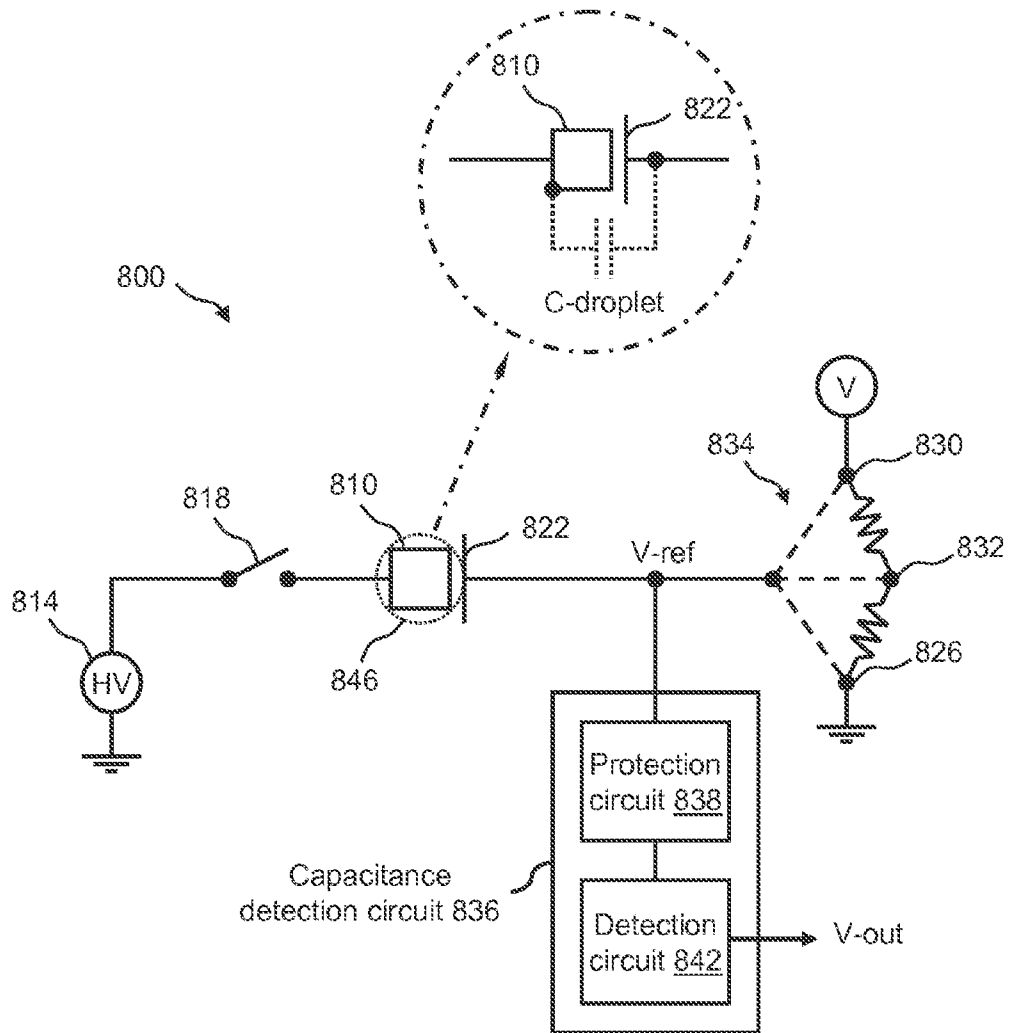 810
822
C-droplet
800
V
834
830
818
810
822
V-ref
832
814
HV
846
826
Protection
circuit 838
Capacitance
detection circuit 836
Detection
circuit 842
V-out